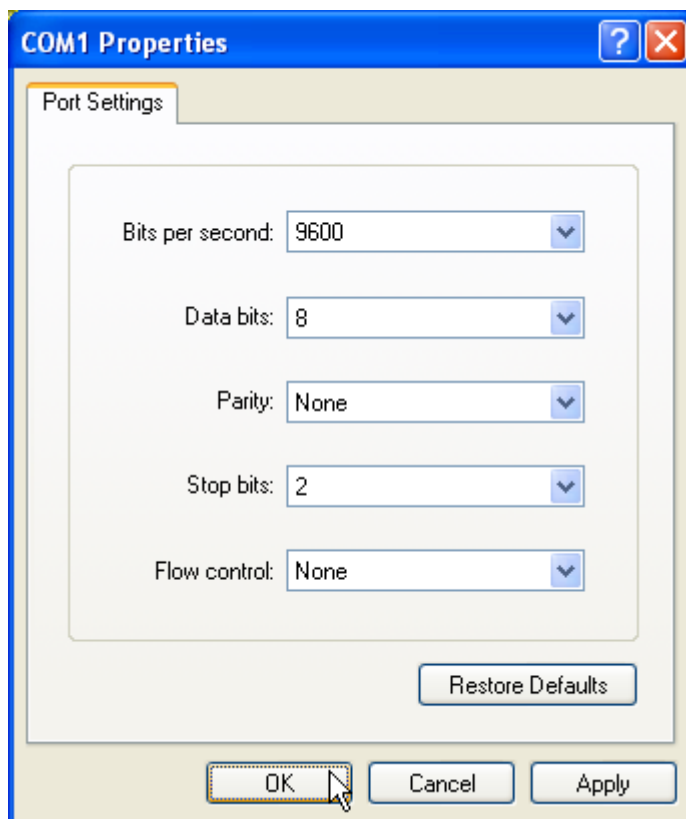 COM1 Properties
Port Settings
Bits per second: 9600
Data bits: 8
Parity: None
Stop bits: 2
Flow control: None
Restore Defaults
OK Cancel Apply